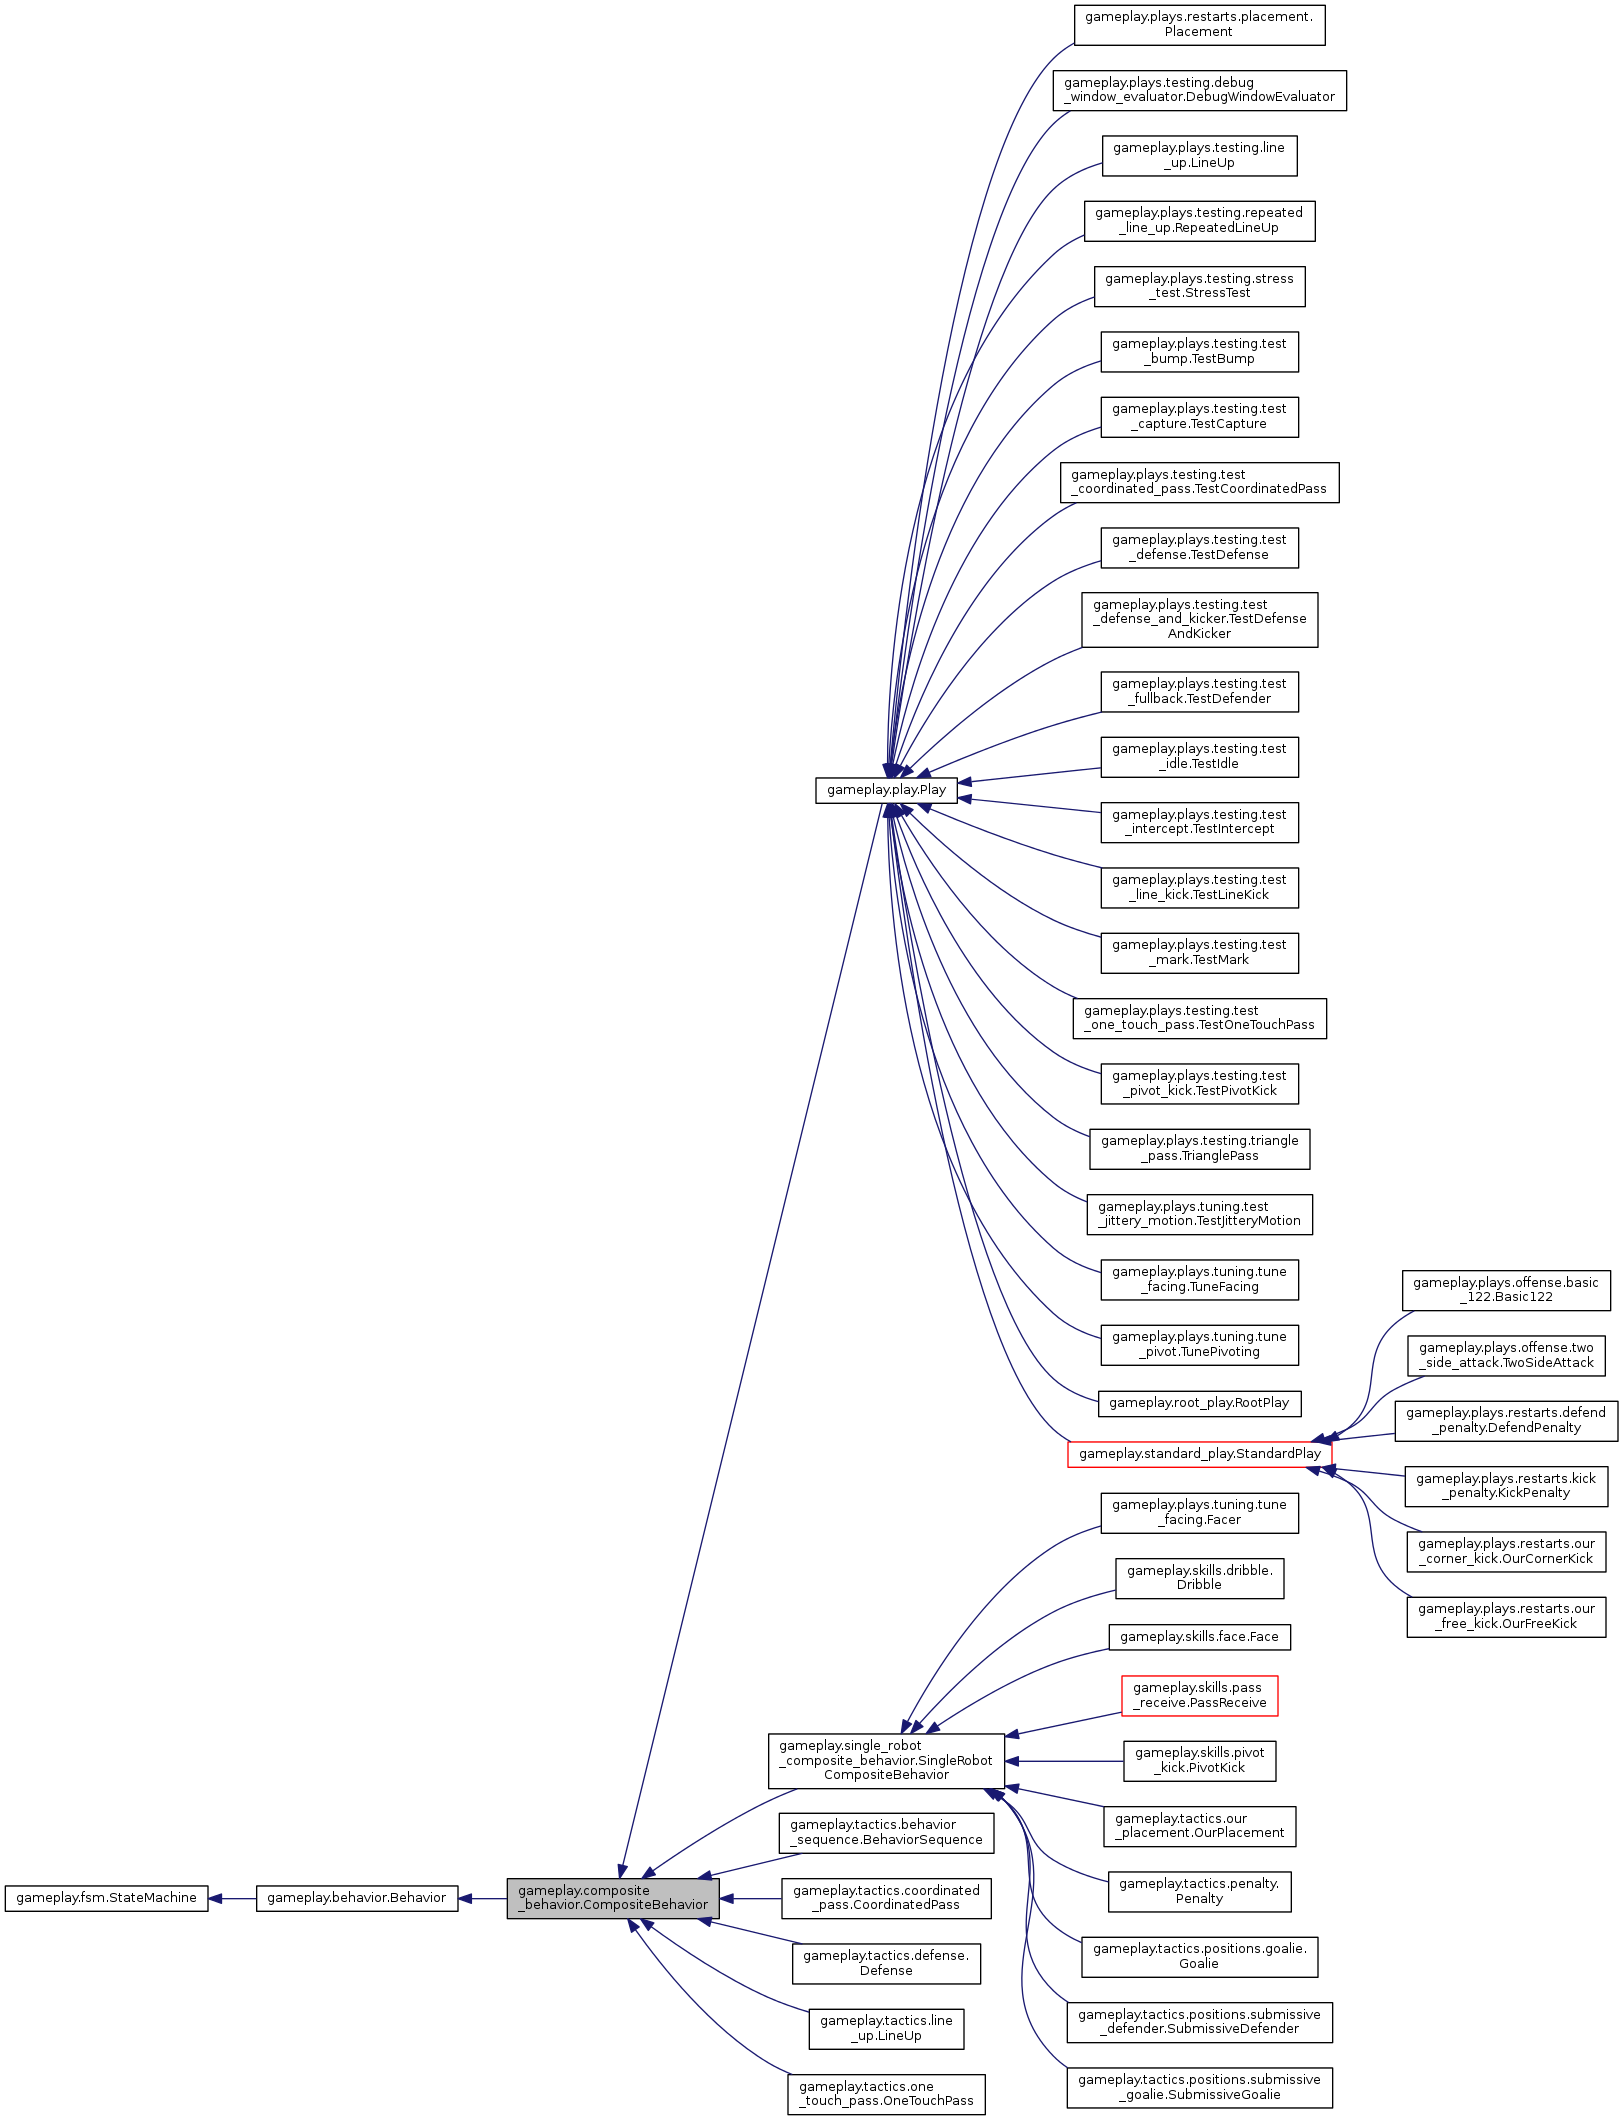 gameplay.plays.restarts.placement.
Placement
gameplay.plays.testing.debug
_window_evaluator.DebugWindowEvaluator
gameplay.plays.testing.line
_up.LineUp
gameplay.plays.testing.repeated
_line_up.RepeatedLineUp
gameplay.plays.testing.stress
_test.StressTest
gameplay.plays.testing.test
_bump.TestBump
gameplay.plays.testing.test
_capture.TestCapture
gameplay.plays.testing.test
_coordinated_pass.TestCoordinatedPass
gameplay.plays.testing.test
_defense.TestDefense
gameplay.plays.testing.test
_defense_and_kicker.TestDefense
AndKicker
gameplay.plays.testing.test
_fullback.TestDefender
gameplay.plays.testing.test
_idle.TestIdle
gameplay.play.Play
gameplay.plays.testing.test
_intercept.TestIntercept
gameplay.plays.testing.test
_line_kick.TestLineKick
gameplay.plays.testing.test
_mark.TestMark
gameplay.plays.testing.test
_one_touch_pass.TestOneTouchPass
gameplay.plays.testing.test
_pivot_kick.TestPivotKick
gameplay.plays.testing.triangle
_pass.TrianglePass
gameplay.plays.tuning.test
_jittery_motion.TestJitteryMotion
gameplay.plays.tuning.tune
_facing.TuneFacing
gameplay.plays.tuning.tune
_pivot.TunePivoting
gameplay.root_play.RootPlay
gameplay.standard_play.StandardPlay
gameplay.plays.offense.basic
_122.Basic122
gameplay.plays.offense.two
_side_attack.TwoSideAttack
gameplay.plays.restarts.defend
_penalty.DefendPenalty
gameplay.plays.restarts.kick
_penalty.KickPenalty
gameplay.plays.restarts.our
_corner_kick.OurCornerKick
gameplay.plays.restarts.our
_free_kick.OurFreeKick
gameplay.plays.tuning.tune
_facing.Facer
gameplay.skills.dribble.
Dribble
gameplay.skills.face.Face
gameplay.skills.pass
_receive.PassReceive
gameplay.single_robot
_composite_behavior.SingleRobot
CompositeBehavior
gameplay.skills.pivot
_kick.PivotKick
gameplay.tactics.our
_placement.OurPlacement
gameplay.tactics.penalty.
Penalty
gameplay.tactics.positions.goalie.
Goalie
gameplay.tactics.positions.submissive
_defender.SubmissiveDefender
gameplay.tactics.positions.submissive
_goalie.SubmissiveGoalie
gameplay.tactics.behavior
_sequence.BehaviorSequence
gameplay.fsm.StateMachine
gameplay.behavior.Behavior
gameplay.composite
_behavior.CompositeBehavior
gameplay.tactics.coordinated
_pass.CoordinatedPass
gameplay.tactics.defense.
Defense
gameplay.tactics.line
_up.LineUp
gameplay.tactics.one
_touch_pass.OneTouchPass